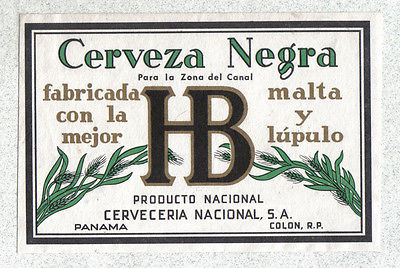 Cerveza Negra
Para la Zona del Canal
fabricada
con la
mejor
HB
malta
y
lúpulo
PRODUCTO NACIONAL
CERVECERIA NACIONAL, S.A.
PANAMA
COLON, R.P.